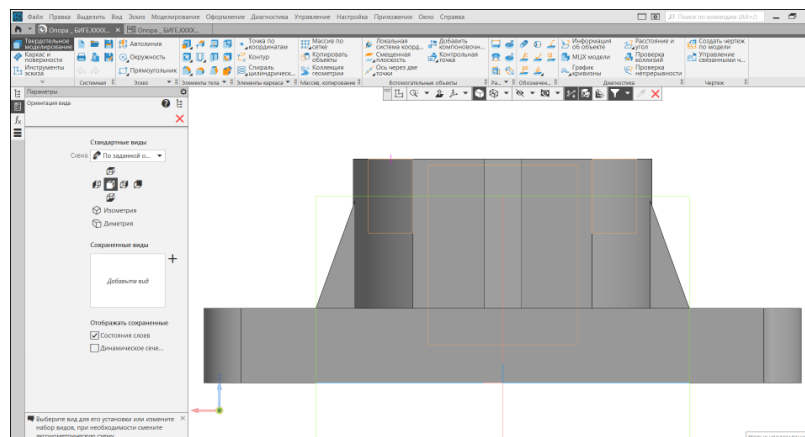 Файл Правка Выделить Вид Эскиз Моделирование Оформление Диагностика Управление Настройка Приложения Окно Справка
Поиск по командам (Alt+/)
Опора , БИГЕ.XXXX...
Опора , БИГЕ.XXXX...
Твердотельное моделирование
Каркас и поверхности
Инструменты эскиза
Системная
Автолиния
Окружность
Прямоугольник
Эскиз
Элементы тела
Точка по координатам
Контур
Спираль цилиндрическ...
Элементы каркаса
Массив по сетке
Копировать объекты
Коллекция геометрии
Массив, копирование
Локальная система коорд...
Смещенная плоскость
Ось через две точки
Добавить компоновочн...
Контрольная точка
Вспомогательные объекты
Ра...
Обозначен...
Информация об объекте
МЦХ модели
График кривизны
Расстояние и угол
Проверка коллизий
Проверка непрерывности
Диагностика
Создать чертеж по модели
Управление связанными ч...
Чертеж
Параметры
Ориентация вида
Стандартные виды
Схема
По заданной о...
Изометрия
Диметрия
Сохраненные виды
Добавьте вид
Отображать сохраненные
Состояния слоев
Динамическое сече...
Выберите вид для его установки или измените
набор видов, при необходимости смените